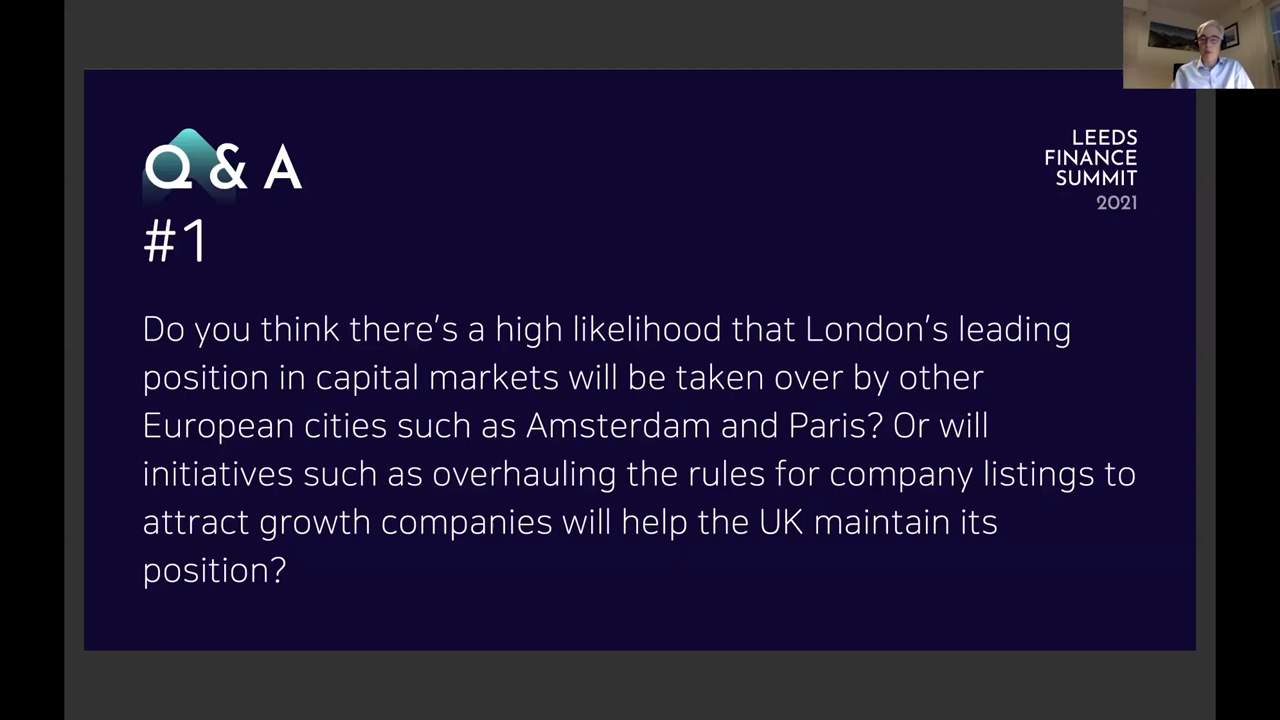 Q & A
#1
LEEDS
FINANCE
SUMMIT
2021
Do you think there's a high likelihood that London's leading
position in capital markets will be taken over by other
European cities such as Amsterdam and Paris? Or will
initiatives such as overhauling the rules for company listings to
attract growth companies will help the UK maintain its
position?